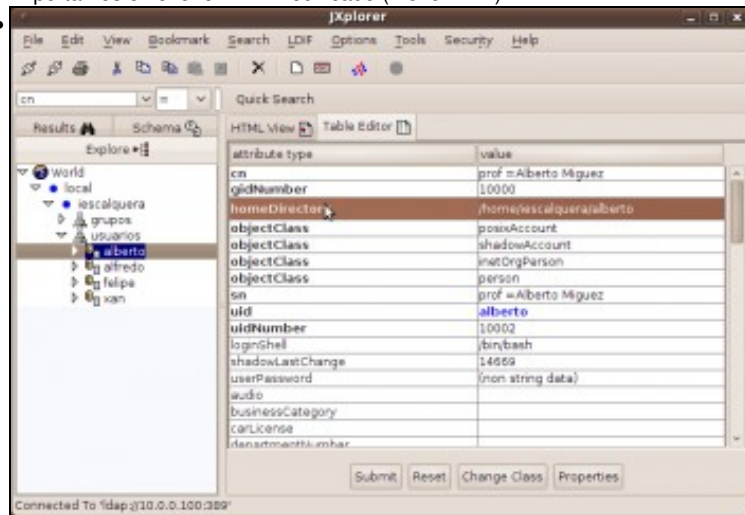 JXplorer
File Edit View Bookmark Search LDIF Options Tools Security Help
cn = Quick Search
Results Schema HTML View Table Editor
Explore
attribute type value
World
local
iescalquera
grupos
usuarios
alberto
alfredo
felipe
xan
cn prof =Alberto Miguez
gidNumber 10000
homeDirector /home/iescalquera/alberto
objectClass posixAccount
objectClass shadowAccount
objectClass inetOrgPerson
objectClass person
sn prof =Alberto Miguez
uid alberto
uidNumber 10002
loginShell /bin/bash
shadowLastChange 14669
userPassword (non string data)
audio
businessCategory
carLicense
departmentNumber
Submit Reset Change Class Properties
Connected To 'ldap://10.0.0.100:389'